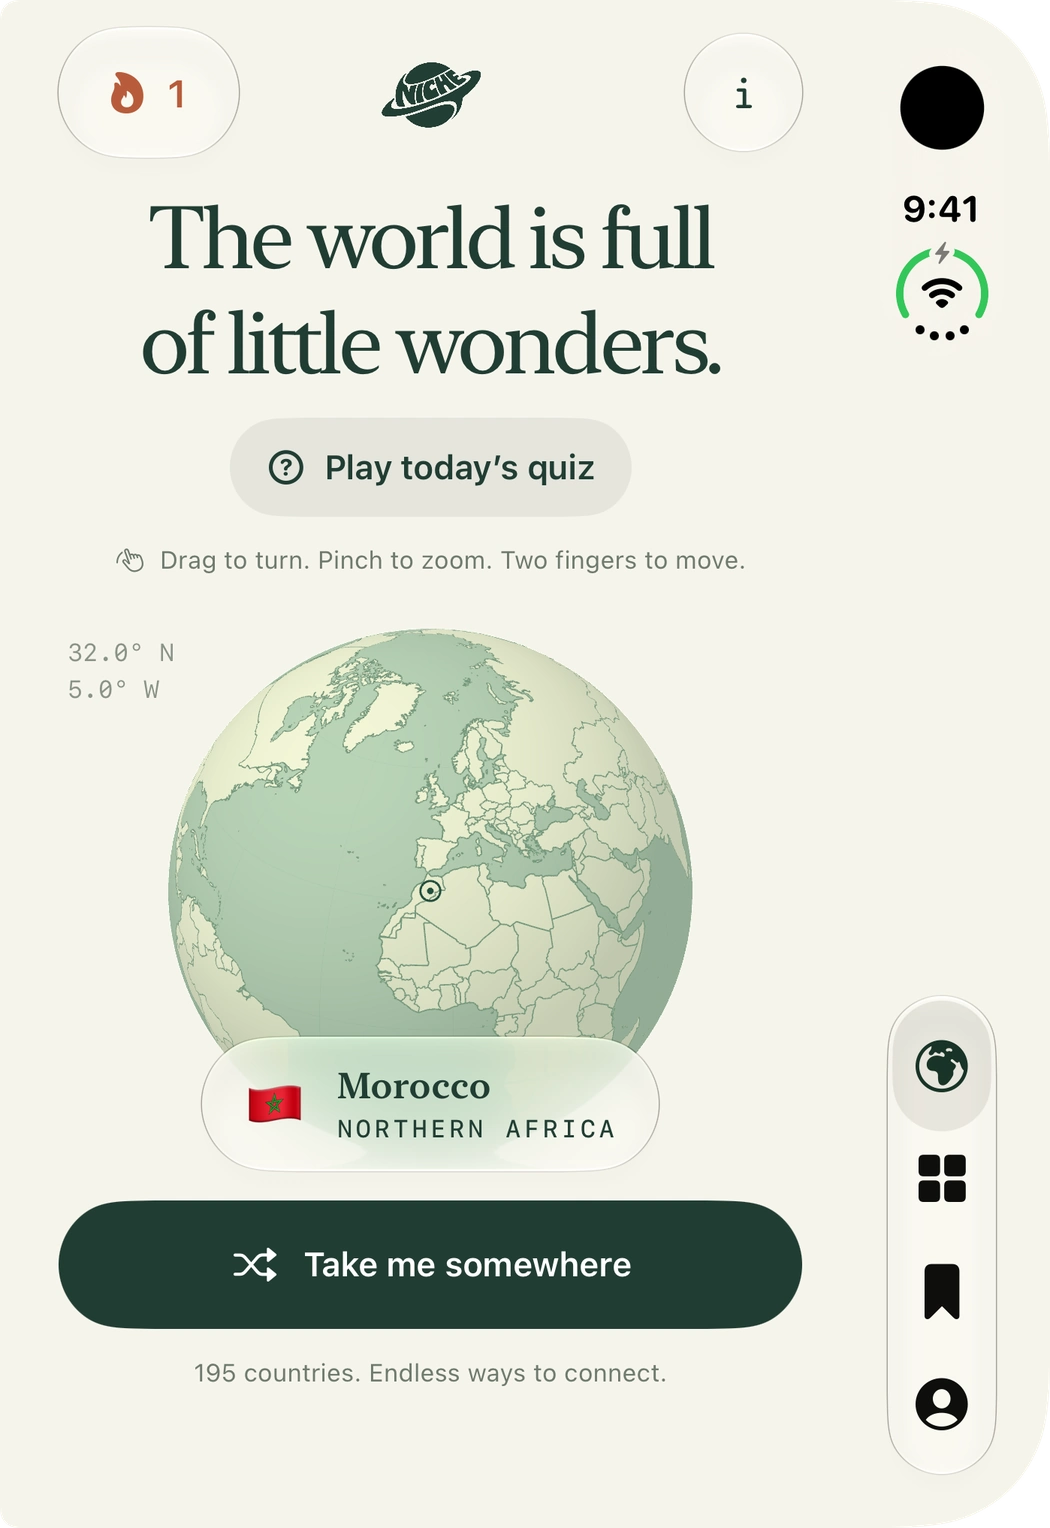 1
NICHE
i
9:41
The world is full
of little wonders.
Play today’s quiz
Drag to turn. Pinch to zoom. Two fingers to move.
32.0° N
5.0° W
Morocco
NORTHERN AFRICA
Take me somewhere
195 countries. Endless ways to connect.